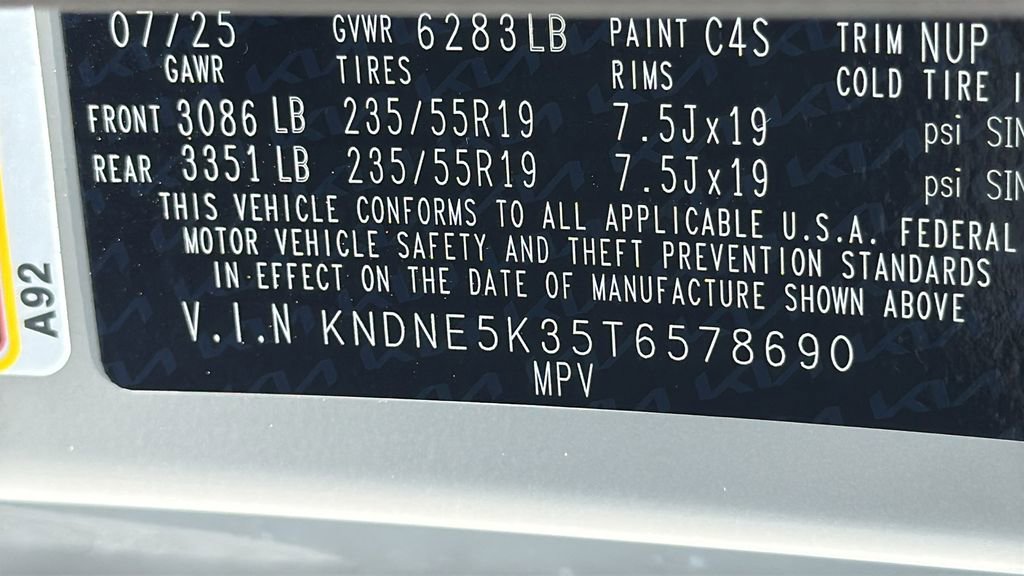 07/25 GVWR 6283LB PAINT C4S TRIM NUP
GAWR TIRES RIMS COLD TIRE I
FRONT 3086 LB 235/55R19 7.5Jx19 psi SIN
REAR 3351 LB 235/55R19 7.5Jx19 psi SIN
THIS VEHICLE CONFORMS TO ALL APPLICABLE U.S.A. FEDERAL
MOTOR VEHICLE SAFETY AND THEFT PREVENTION STANDARDS
IN EFFECT ON THE DATE OF MANUFACTURE SHOWN ABOVE
V.I.N KNDNE5K35T6578690
MPV
A92